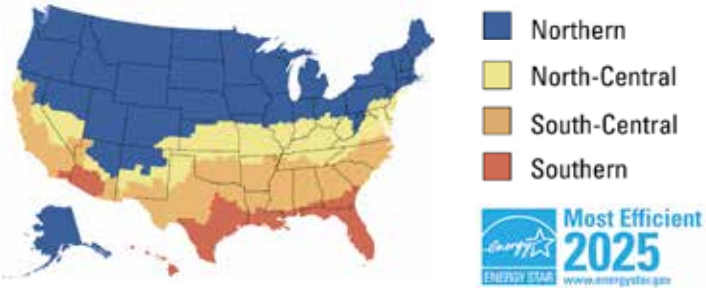 Northern
North-Central
South-Central
Southern
energy
ENERGY STAR
Most Efficient
2025
www.energystar.gov